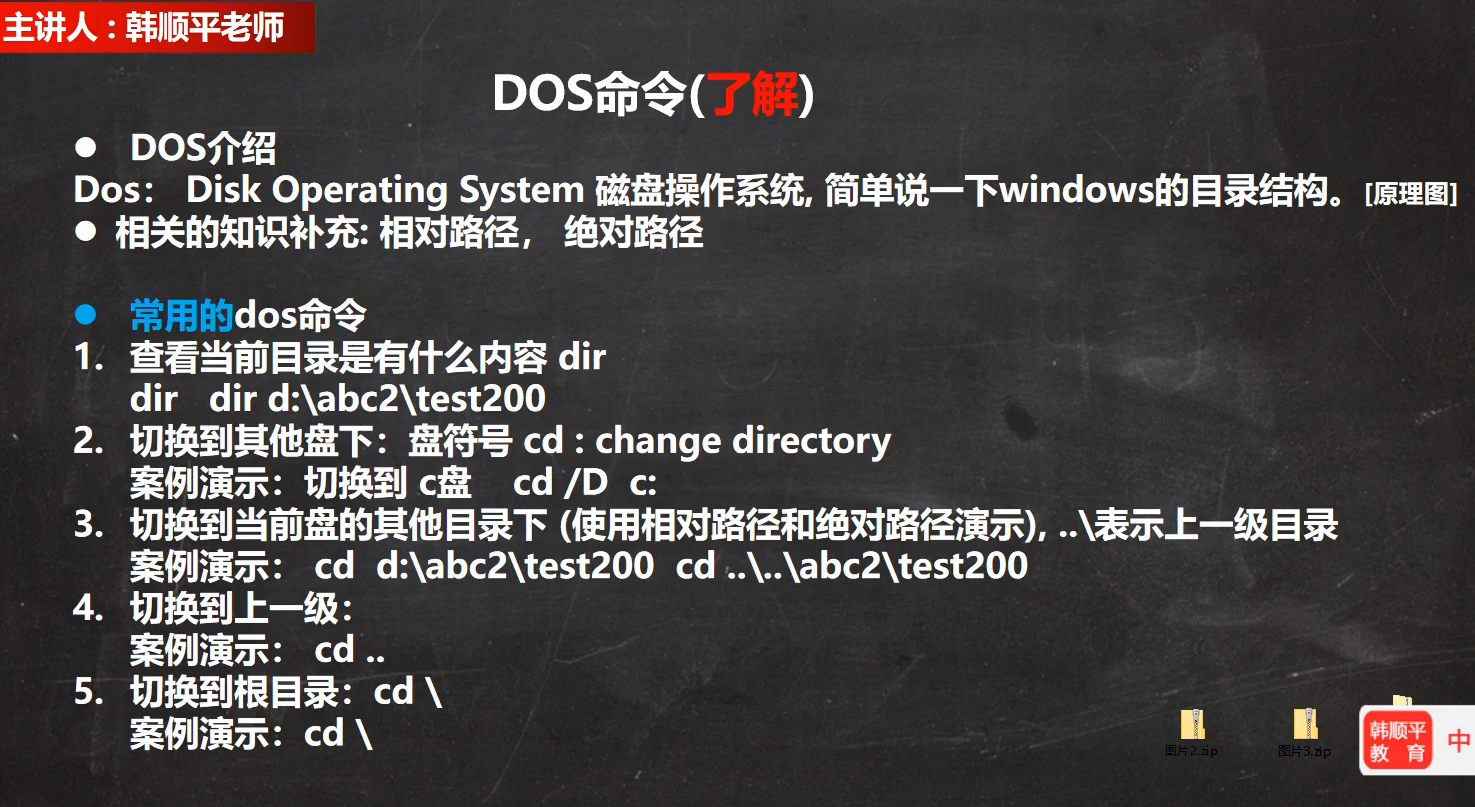 主讲人：韩顺平老师
DOS命令(了解)
● DOS介绍
Dos： Disk Operating System 磁盘操作系统, 简单说一下windows的目录结构。[原理图]
● 相关的知识补充: 相对路径， 绝对路径
● 常用的dos命令
1. 查看当前目录是有什么内容 dir
dir dir d:\abc2\test200
2. 切换到其他盘下：盘符号 cd : change directory
案例演示：切换到 c盘 cd /D c:
3. 切换到当前盘的其他目录下 (使用相对路径和绝对路径演示), ..\表示上一级目录
案例演示： cd d:\abc2\test200 cd ..\..\abc2\test200
4. 切换到上一级：
案例演示： cd ..
5. 切换到根目录：cd \
案例演示：cd \
图片2.zip
图片3.zip
韩顺平
教 育
中